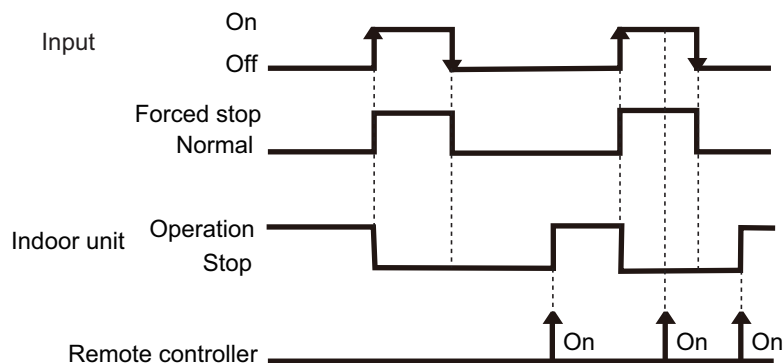 On
Input
Off
Forced stop
Normal
Operation
Indoor unit
Stop
On On On
Remote controller